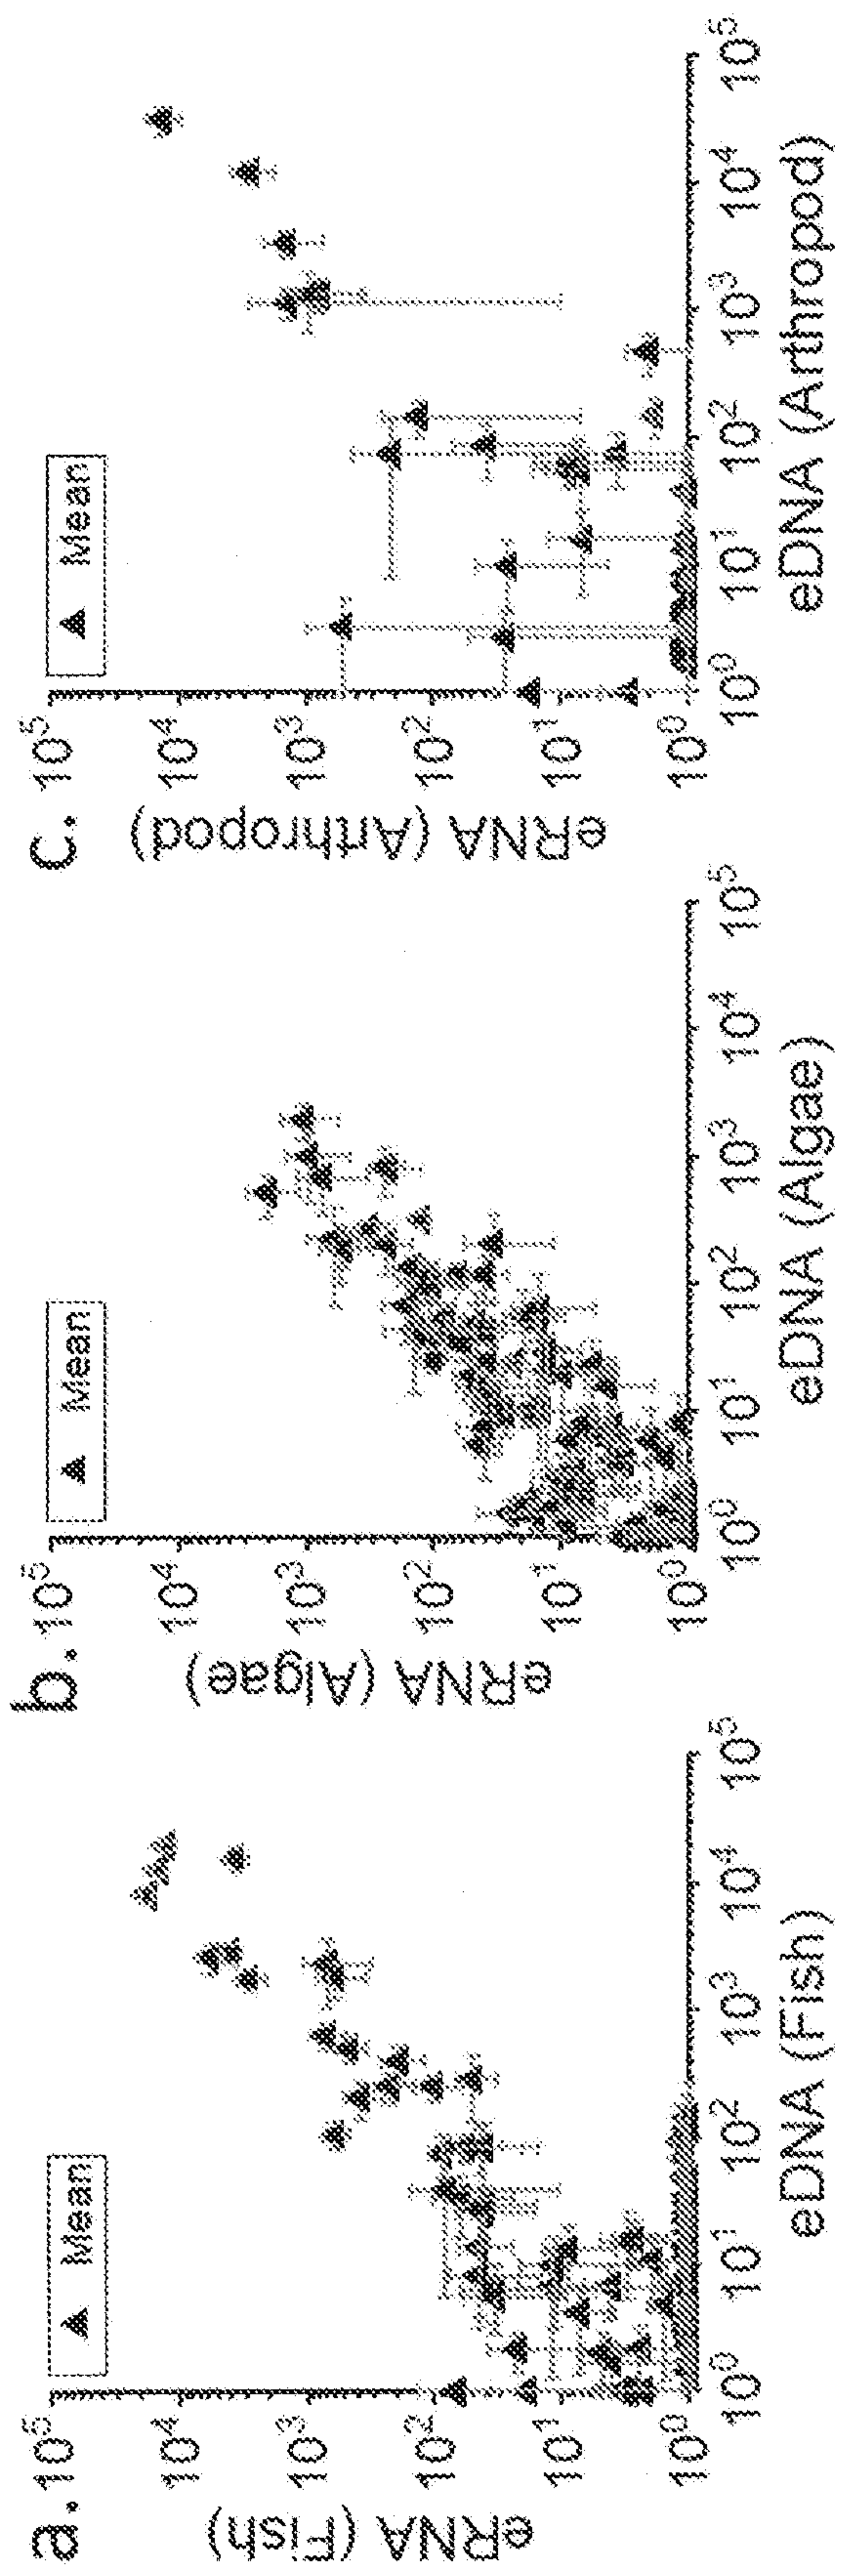 a.
eRNA (Fish)
10^5
10^4
10^3
10^2
10^1
10^0
Mean
10^0 10^1 10^2 10^3 10^4 10^5
eDNA (Fish)
b.
eRNA (Algae)
10^5
10^4
10^3
10^2
10^1
10^0
Mean
10^0 10^1 10^2 10^3 10^4 10^5
eDNA (Algae)
c.
eRNA (Arthropod)
10^5
10^4
10^3
10^2
10^1
10^0
Mean
10^0 10^1 10^2 10^3 10^4 10^5
eDNA (Arthropod)